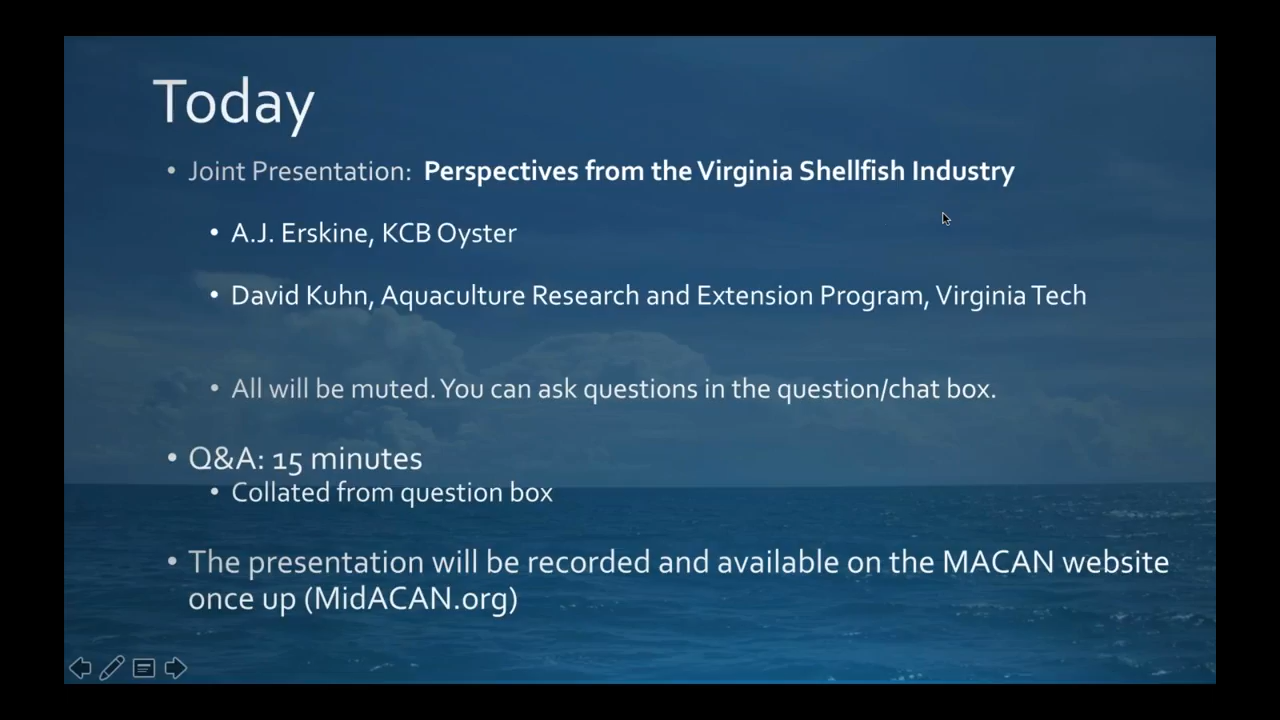 Today
• Joint Presentation: Perspectives from the Virginia Shellfish Industry
• A.J. Erskine, KCB Oyster
• David Kuhn, Aquaculture Research and Extension Program, Virginia Tech
• All will be muted. You can ask questions in the question/chat box.
• Q&A: 15 minutes
• Collated from question box
• The presentation will be recorded and available on the MACAN website
once up (MidACAN.org)